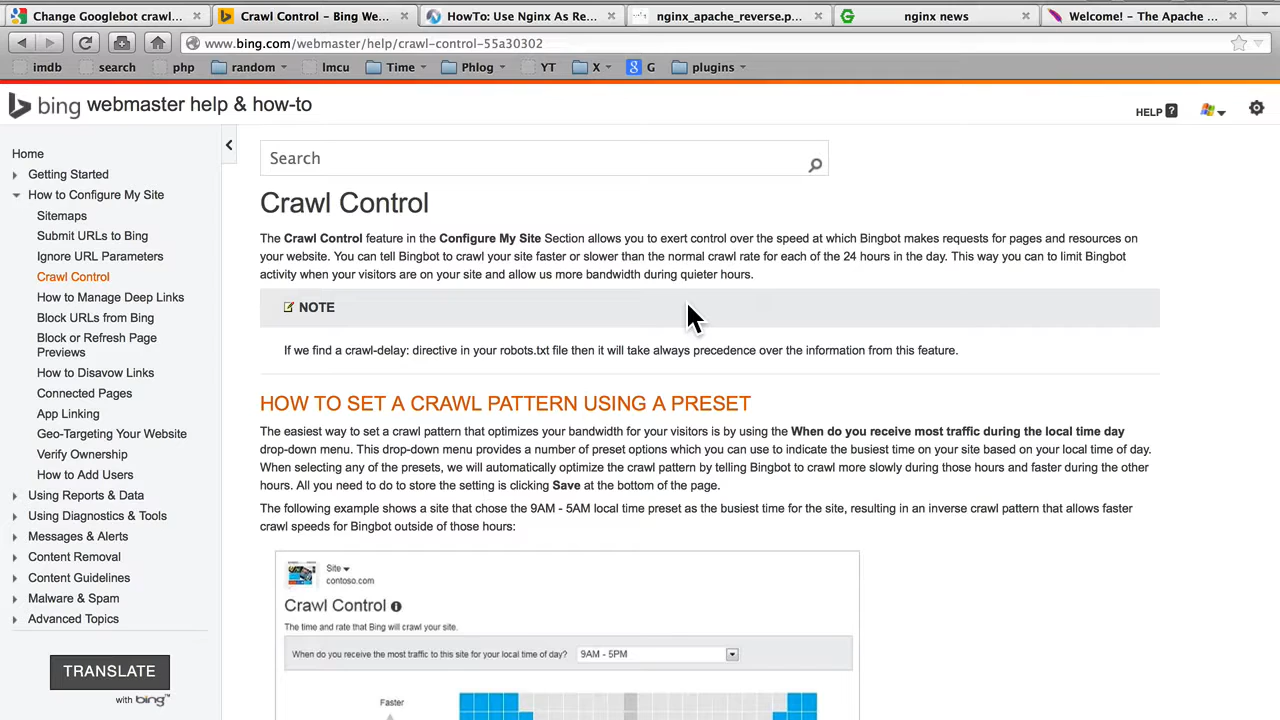 Change Googlebot crawl...
Crawl Control – Bing We...
HowTo: Use Nginx As Re...
nginx_apache_reverse.p...
nginx news
Welcome! – The Apache ...
www.bing.com/webmaster/help/crawl-control-55a30302
imdb
search
php
random
lmcu
Time
Phlog
YT
X
G
plugins
bing webmaster help & how-to
HELP ?
Home
Getting Started
How to Configure My Site
Sitemaps
Submit URLs to Bing
Ignore URL Parameters
Crawl Control
How to Manage Deep Links
Block URLs from Bing
Block or Refresh Page
Previews
How to Disavow Links
Connected Pages
App Linking
Geo-Targeting Your Website
Verify Ownership
How to Add Users
Using Reports & Data
Using Diagnostics & Tools
Messages & Alerts
Content Removal
Content Guidelines
Malware & Spam
Advanced Topics
TRANSLATE
with bing™
Search
Crawl Control
The Crawl Control feature in the Configure My Site Section allows you to exert control over the speed at which Bingbot makes requests for pages and resources on
your website. You can tell Bingbot to crawl your site faster or slower than the normal crawl rate for each of the 24 hours in the day. This way you can to limit Bingbot
activity when your visitors are on your site and allow us more bandwidth during quieter hours.
NOTE
If we find a crawl-delay: directive in your robots.txt file then it will take always precedence over the information from this feature.
HOW TO SET A CRAWL PATTERN USING A PRESET
The easiest way to set a crawl pattern that optimizes your bandwidth for your visitors is by using the When do you receive most traffic during the local time day
drop-down menu. This drop-down menu provides a number of preset options which you can use to indicate the busiest time on your site based on your local time of day.
When selecting any of the presets, we will automatically optimize the crawl pattern by telling Bingbot to crawl more slowly during those hours and faster during the other
hours. All you need to do to store the setting is clicking Save at the bottom of the page.
The following example shows a site that chose the 9AM - 5AM local time preset as the busiest time for the site, resulting in an inverse crawl pattern that allows faster
crawl speeds for Bingbot outside of those hours:
Site
contoso.com
Crawl Control
The time and rate that Bing will crawl your site.
When do you receive the most traffic to this site for your local time of day?
9AM - 5PM
Faster